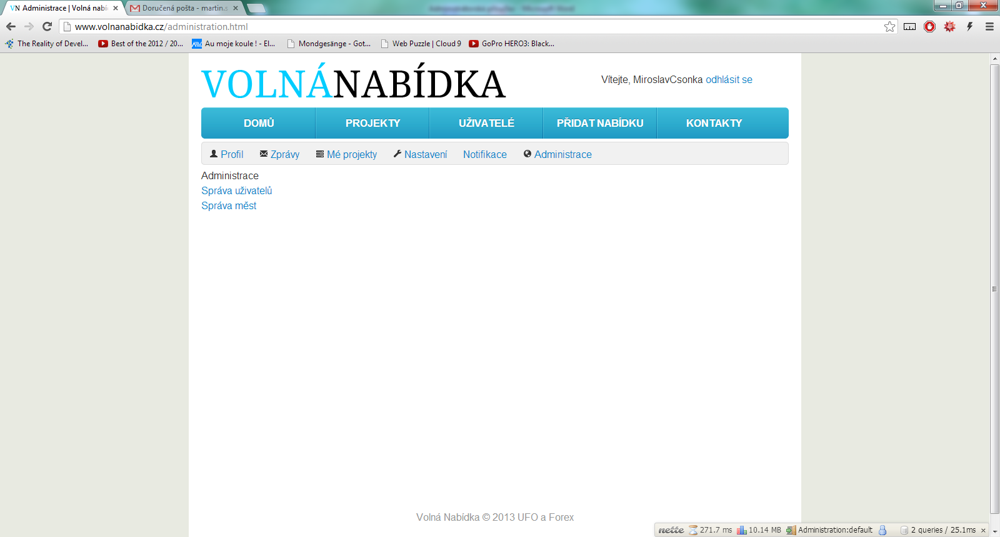 VN Administrace | Volná nabí
Doručená pošta - martin.s
www.volnanabidka.cz/administration.html
The Reality of Devel...
Best of the 2012 / 20...
Au moje koule ! - El...
Mondgesänge - Got...
Web Puzzle | Cloud 9
GoPro HERO3: Black...
VOLNÁNABÍDKA
Vítejte, MiroslavCsonka odhlásit se
DOMŮ PROJEKTY UŽIVATELÉ PŘIDAT NABÍDKU KONTAKTY
Profil Zprávy Mé projekty Nastavení Notifikace Administrace
Administrace
Správa uživatelů
Správa měst
Volná Nabídka © 2013 UFO a Forex
nette 271.7 ms 10.14 MB Administration:default 2 queries / 25.1ms ×